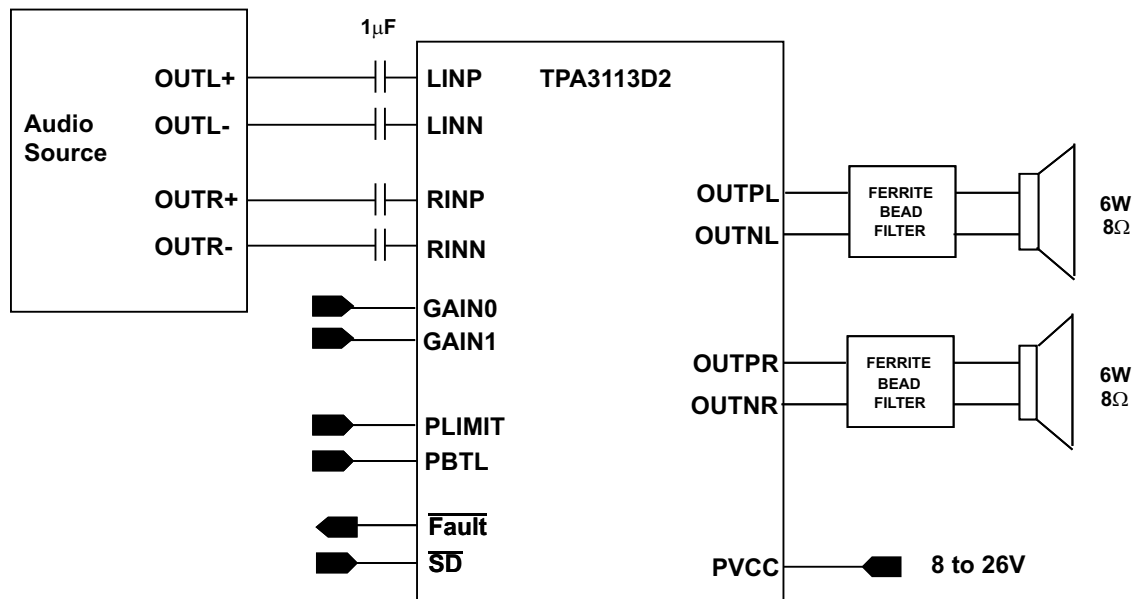 1μF
Audio
Source
OUTL+
OUTL-
OUTR+
OUTR-
TPA3113D2
LINP
LINN
RINP
RINN
GAIN0
GAIN1
PLIMIT
PBTL
Fault
SD
OUTPL
OUTNL
FERRITE
BEAD
FILTER
6W
8Ω
OUTPR
OUTNR
FERRITE
BEAD
FILTER
6W
8Ω
PVCC
8 to 26V